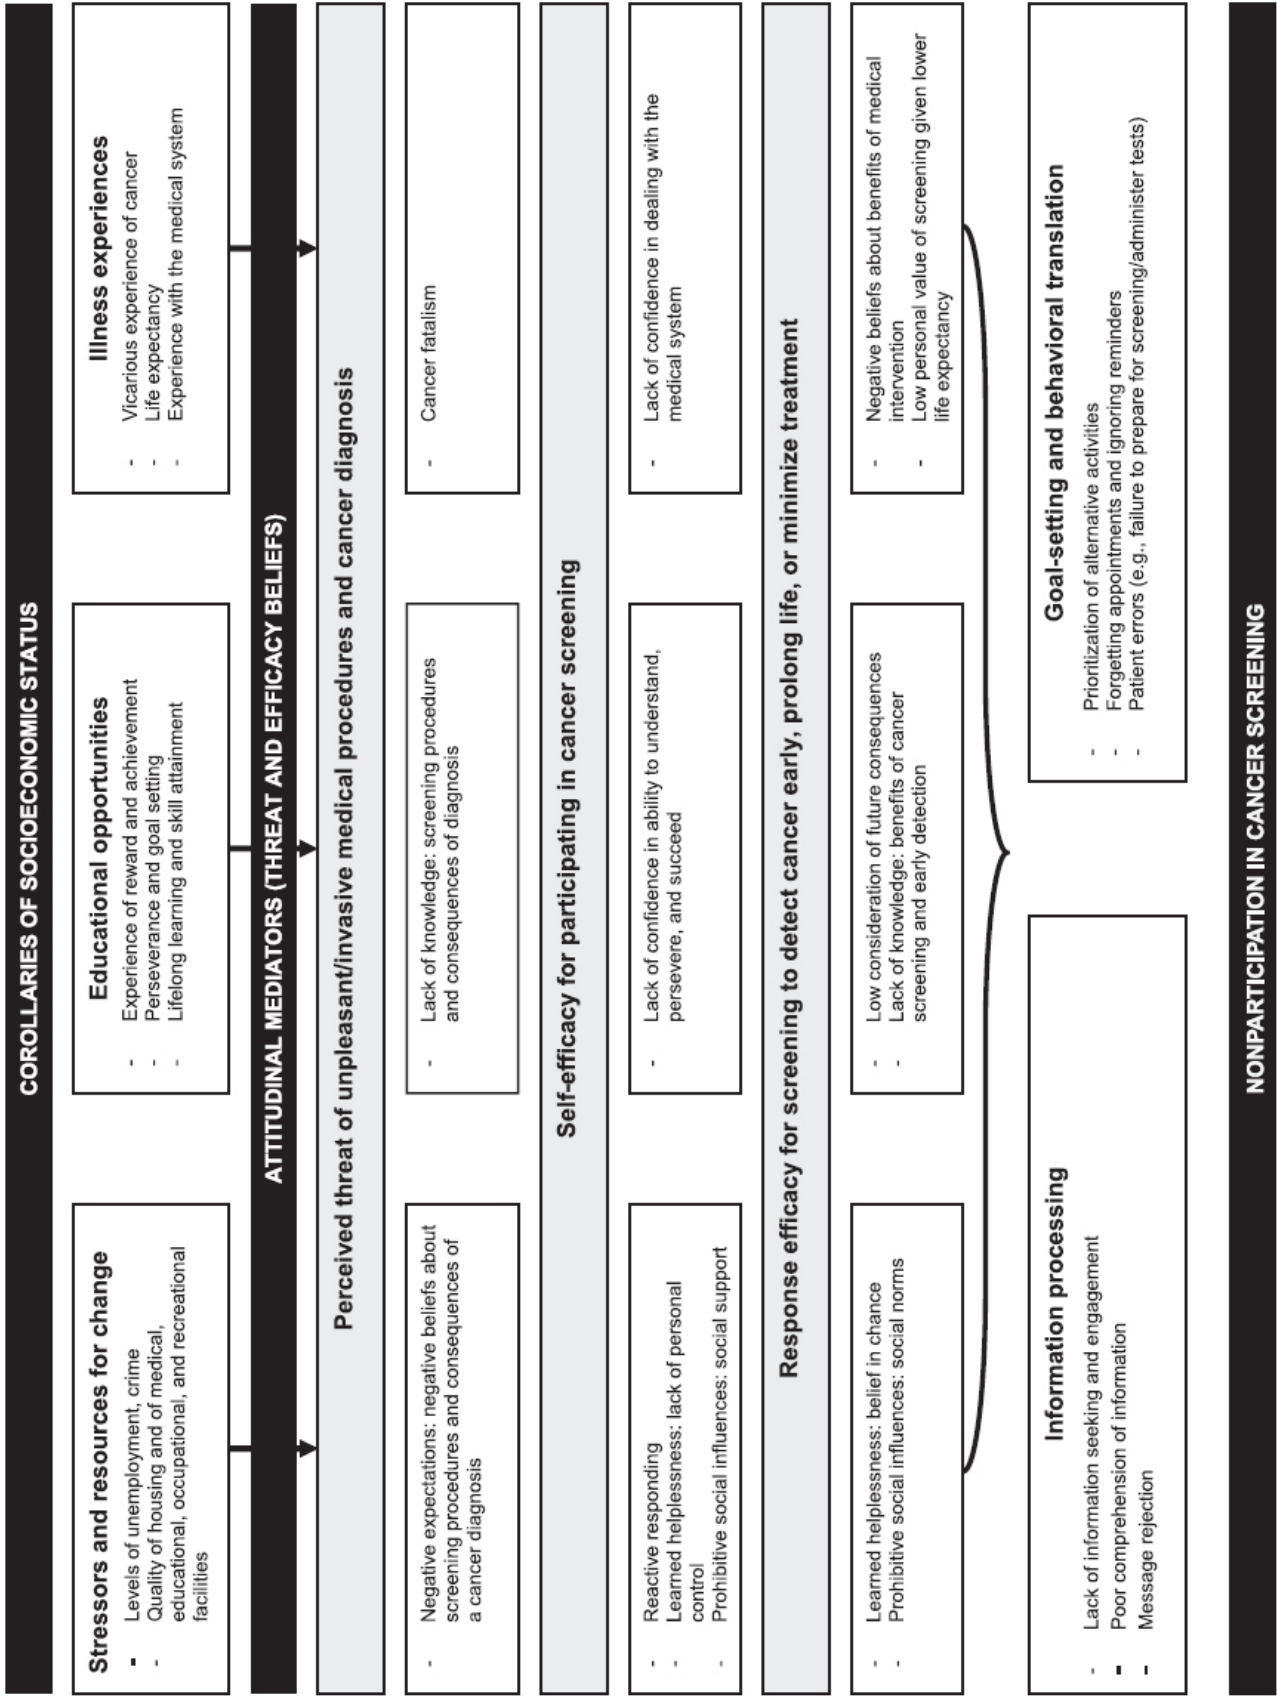 COROLLARIES OF SOCIOECONOMIC STATUS
Stressors and resources for change
- Levels of unemployment, crime
- Quality of housing and of medical,
educational, occupational, and recreational
facilities
Educational opportunities
- Experience of reward and achievement
- Perseverance and goal setting
- Lifelong learning and skill attainment
Illness experiences
- Vicarious experience of cancer
- Life expectancy
- Experience with the medical system
ATTITUDINAL MEDIATORS (THREAT AND EFFICACY BELIEFS)
Perceived threat of unpleasant/invasive medical procedures and cancer diagnosis
- Negative expectations: negative beliefs about
screening procedures and consequences of
a cancer diagnosis
- Lack of knowledge: screening procedures
and consequences of diagnosis
- Cancer fatalism
Self-efficacy for participating in cancer screening
- Reactive responding
- Learned helplessness: lack of personal
control
- Prohibitive social influences: social support
- Lack of confidence in ability to understand,
persevere, and succeed
- Lack of confidence in dealing with the
medical system
Response efficacy for screening to detect cancer early, prolong life, or minimize treatment
- Learned helplessness: belief in chance
- Prohibitive social influences: social norms
- Low consideration of future consequences
- Lack of knowledge: benefits of cancer
screening and early detection
- Negative beliefs about benefits of medical
intervention
- Low personal value of screening given lower
life expectancy
Information processing
- Lack of information seeking and engagement
- Poor comprehension of information
- Message rejection
Goal-setting and behavioral translation
- Prioritization of alternative activities
- Forgetting appointments and ignoring reminders
- Patient errors (e.g., failure to prepare for screening/administer tests)
NONPARTICIPATION IN CANCER SCREENING